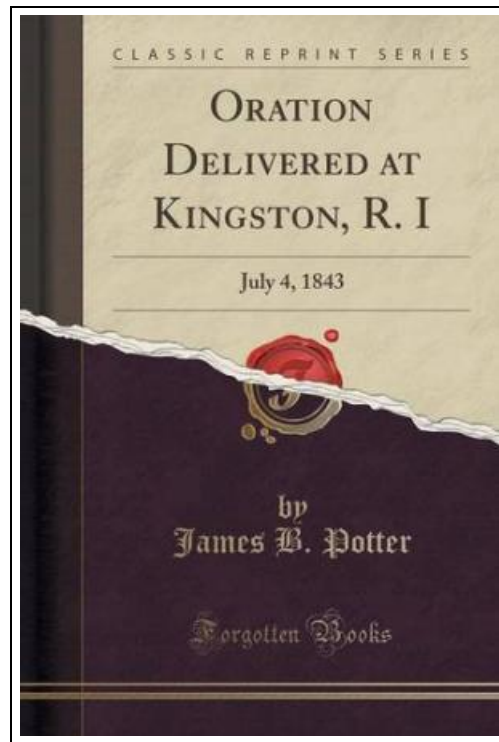 CLASSIC REPRINT SERIES
ORATION
DELIVERED AT
KINGSTON, R. I
July 4, 1843
F
by
James B. Potter
Forgotten Books